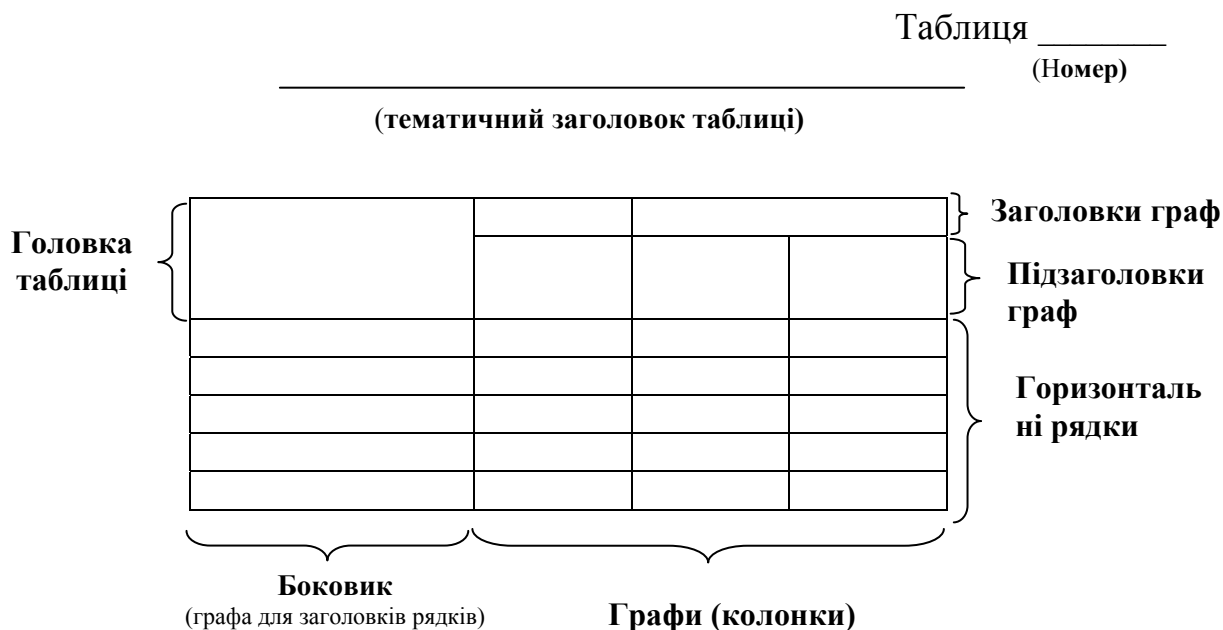 Таблиця ________
(Номер)
(тематичний заголовок таблиці)
Заголовки граф
Головка
таблиці
Підзаголовки
граф
Горизонталь
ні рядки
Боковик
(графа для заголовків рядків)
Графи (колонки)